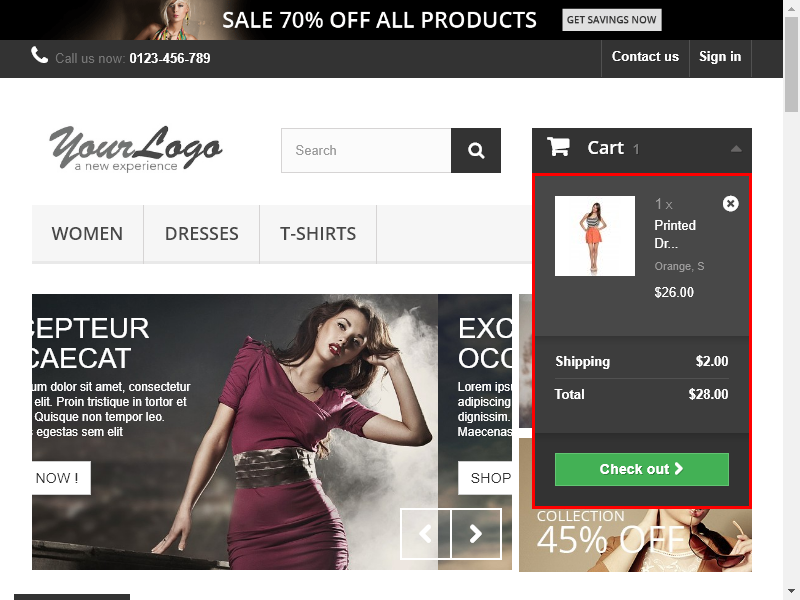 SALE 70% OFF ALL PRODUCTS
GET SAVINGS NOW
Call us now: 0123-456-789
Contact us
Sign in
YourLogo
a new experience
Search
Cart 1
WOMEN
DRESSES
T-SHIRTS
1 x
Printed
Dr...
Orange, S
$26.00
Shipping $2.00
Total $28.00
Check out
CEPTEUR
CAECAT
um dolor sit amet, consectetur
elit. Proin tristique in tortor et
Quisque non tempor leo.
s egestas sem elit
NOW !
EXC
OCC
Lorem ips
adipiscing
dignissim.
Maecenas
SHOP
COLLECTION
45% OFF